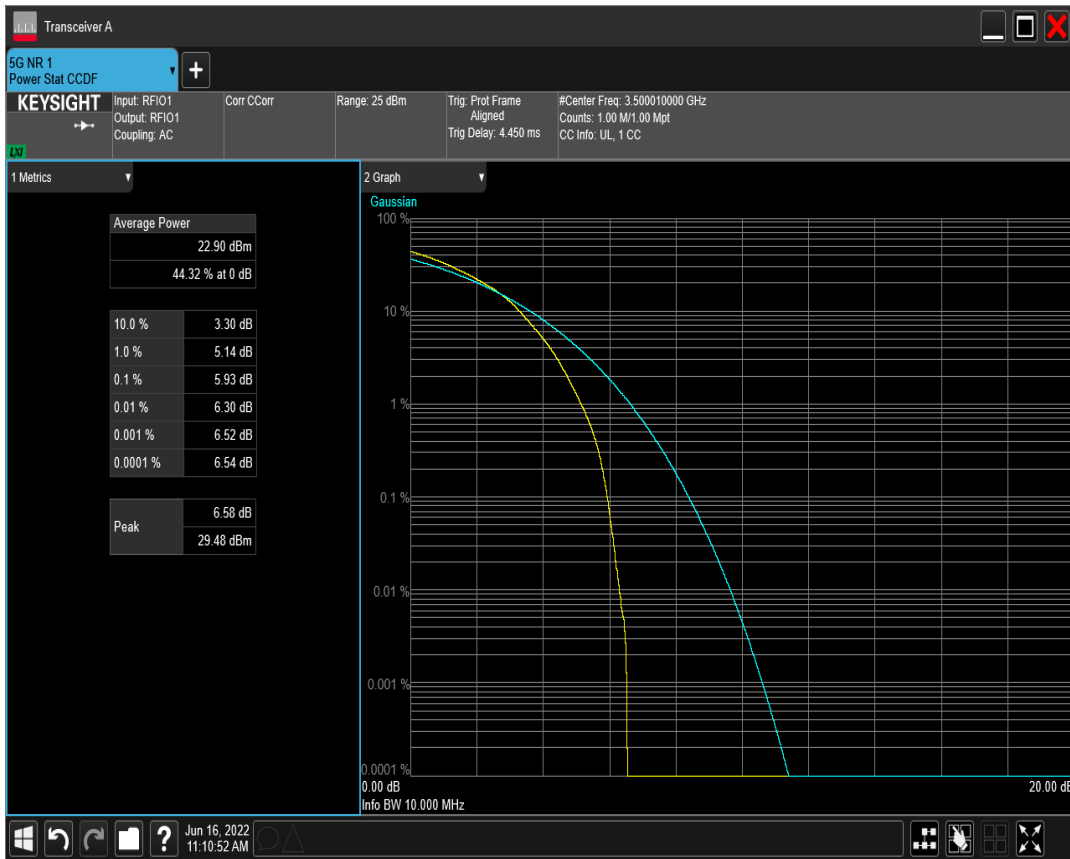 Transceiver A
5G NR 1
Power Stat CCDF
+
KEYSIGHT
LXI
Input: RFIO1
Output: RFIO1
Coupling: AC
Corr CCorr
Range: 25 dBm
Trig: Prot Frame
Aligned
Trig Delay: 4.450 ms
#Center Freq: 3.500010000 GHz
Counts: 1.00 M/1.00 Mpt
CC Info: UL, 1 CC
1 Metrics
Average Power
22.90 dBm
44.32 % at 0 dB
10.0 % 3.30 dB
1.0 % 5.14 dB
0.1 % 5.93 dB
0.01 % 6.30 dB
0.001 % 6.52 dB
0.0001 % 6.54 dB
Peak 6.58 dB
29.48 dBm
2 Graph
Gaussian
100 %
10 %
1 %
0.1 %
0.01 %
0.001 %
0.0001 %
0.00 dB 20.00 dB
Info BW 10.000 MHz
?
Jun 16, 2022
11:10:52 AM